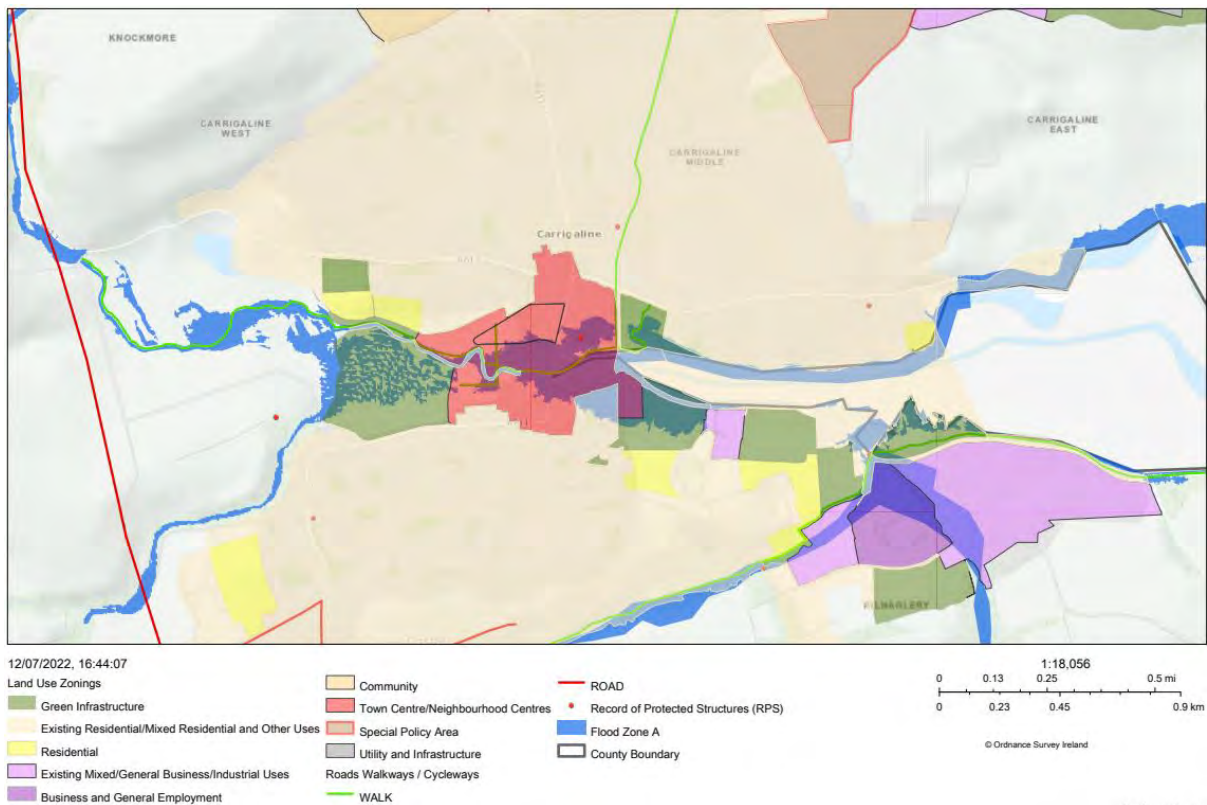 KNOCKMORE
CARRIGALINE
WEST
CARRIGALINE
EAST
CARRIGALINE
MIDDLE
Carrigaline
KILNAGLERY
12/07/2022, 16:44:07
Land Use Zonings
Green Infrastructure
Existing Residential/Mixed Residential and Other Uses
Residential
Existing Mixed/General Business/Industrial Uses
Business and General Employment
Community
Town Centre/Neighbourhood Centres
Special Policy Area
Utility and Infrastructure
Roads Walkways / Cycleways
WALK
ROAD
Record of Protected Structures (RPS)
Flood Zone A
County Boundary
1:18,056
0 0.13 0.25 0.5 mi
0 0.23 0.45 0.9 km
© Ordnance Survey Ireland